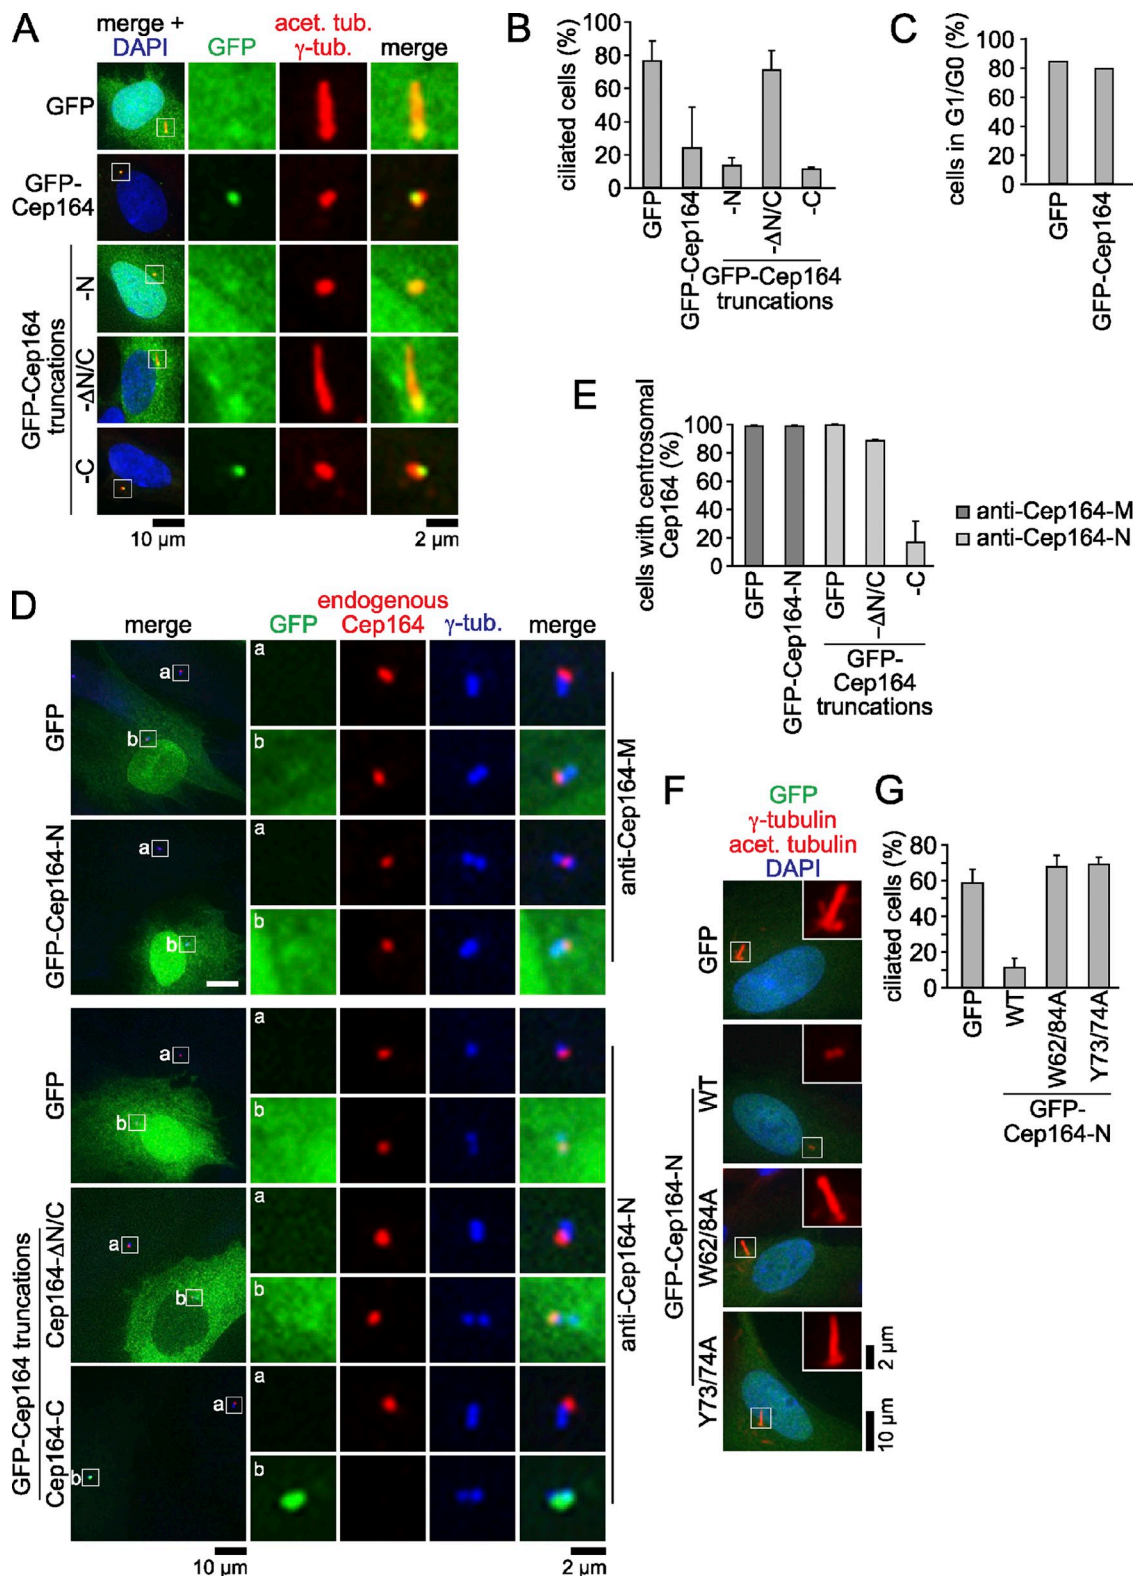 A
merge +
DAPI
GFP
acet. tub.
γ-tub.
merge
GFP
GFP-
Cep164
GFP-Cep164
truncations
-N
-ΔN/C
-C
10 µm
2 µm
B
ciliated cells (%)
100
80
60
40
20
0
GFP
GFP-Cep164
-N
-ΔN/C
-C
GFP-Cep164
truncations
C
cells in G1/G0 (%)
100
80
60
40
20
0
GFP
GFP-Cep164
E
cells with centrosomal
Cep164 (%)
100
80
60
40
20
0
GFP
GFP-Cep164-N
GFP
-ΔN/C
-C
GFP-
Cep164
truncations
anti-Cep164-M
anti-Cep164-N
D
merge
GFP
endogenous
Cep164
γ-tub.
merge
GFP
a
b
a
b
GFP-Cep164-N
a
b
a
b
anti-Cep164-M
GFP
a
b
a
b
GFP-Cep164 truncations
Cep164-ΔN/C
a
b
a
b
Cep164-C
a
b
a
b
anti-Cep164-N
10 µm
2 µm
F
GFP
γ-tubulin
acet. tubulin
DAPI
GFP
GFP-Cep164-N
WT
W62/84A
Y73/74A
2 µm
10 µm
G
ciliated cells (%)
80
60
40
20
0
GFP
WT
W62/84A
Y73/74A
GFP-
Cep164-N